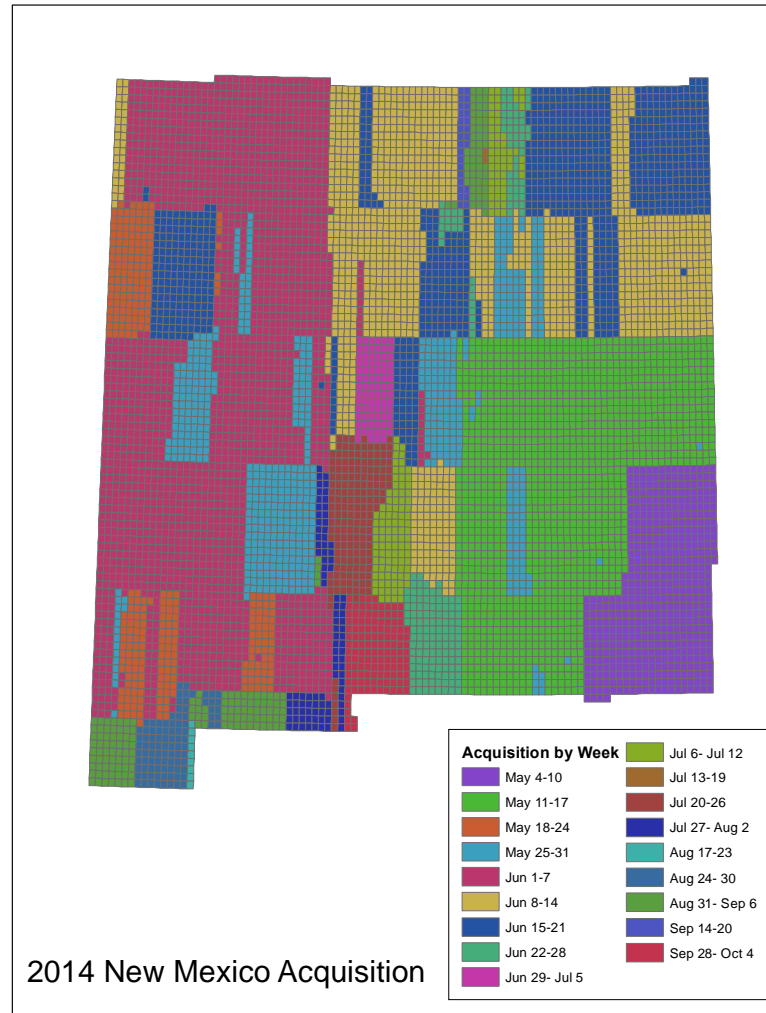 Acquisition by Week
May 4-10
May 11-17
May 18-24
May 25-31
Jun 1-7
Jun 8-14
Jun 15-21
Jun 22-28
Jun 29- Jul 5
Jul 6- Jul 12
Jul 13-19
Jul 20-26
Jul 27- Aug 2
Aug 17-23
Aug 24- 30
Aug 31- Sep 6
Sep 14-20
Sep 28- Oct 4
2014 New Mexico Acquisition